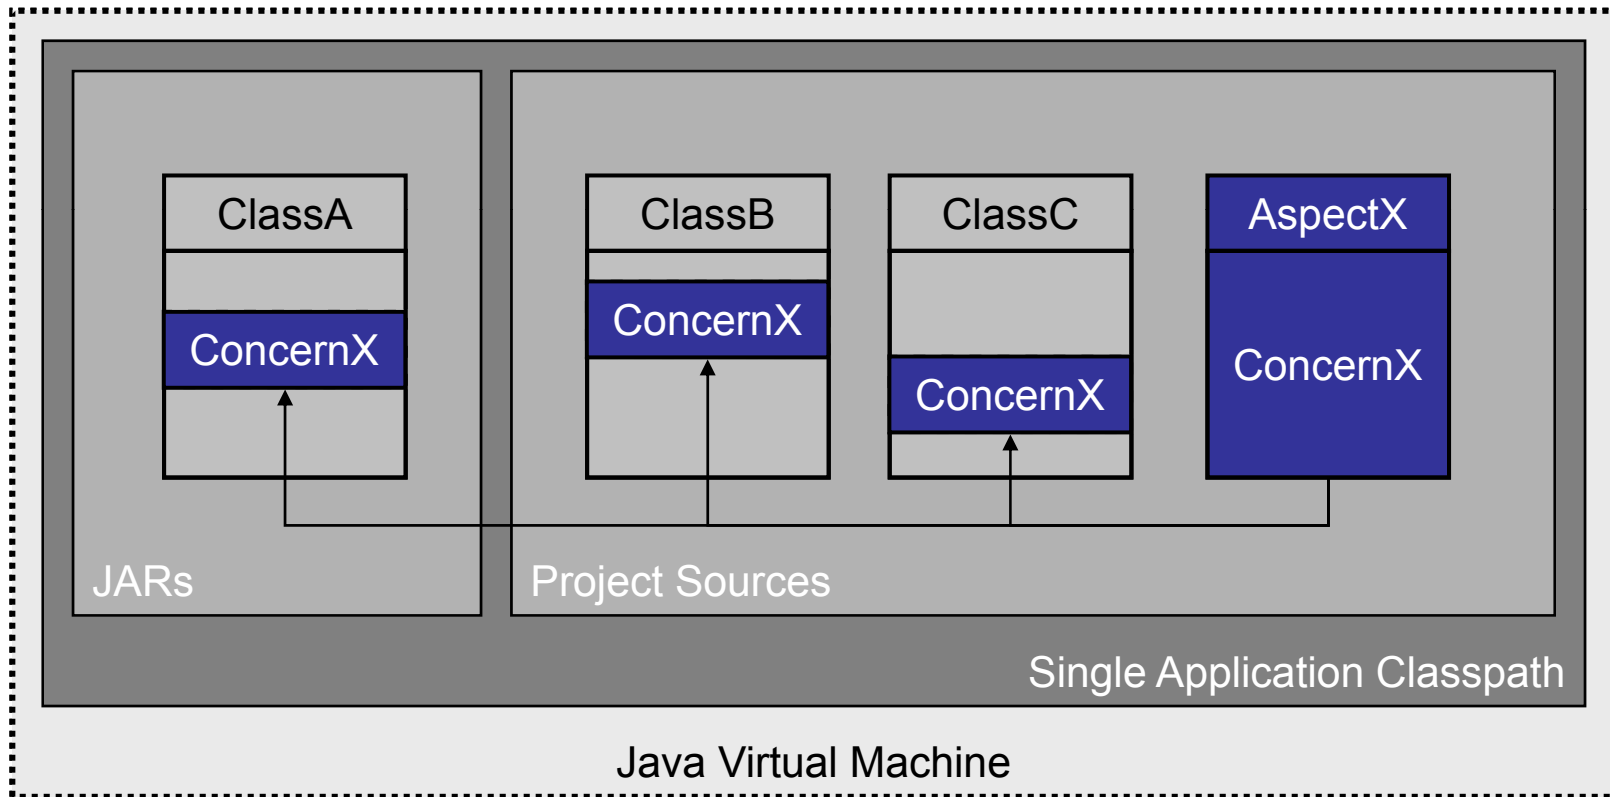 ClassA
ConcernX
JARs
ClassB
ConcernX
ClassC
ConcernX
AspectX
ConcernX
Project Sources
Single Application Classpath
Java Virtual Machine